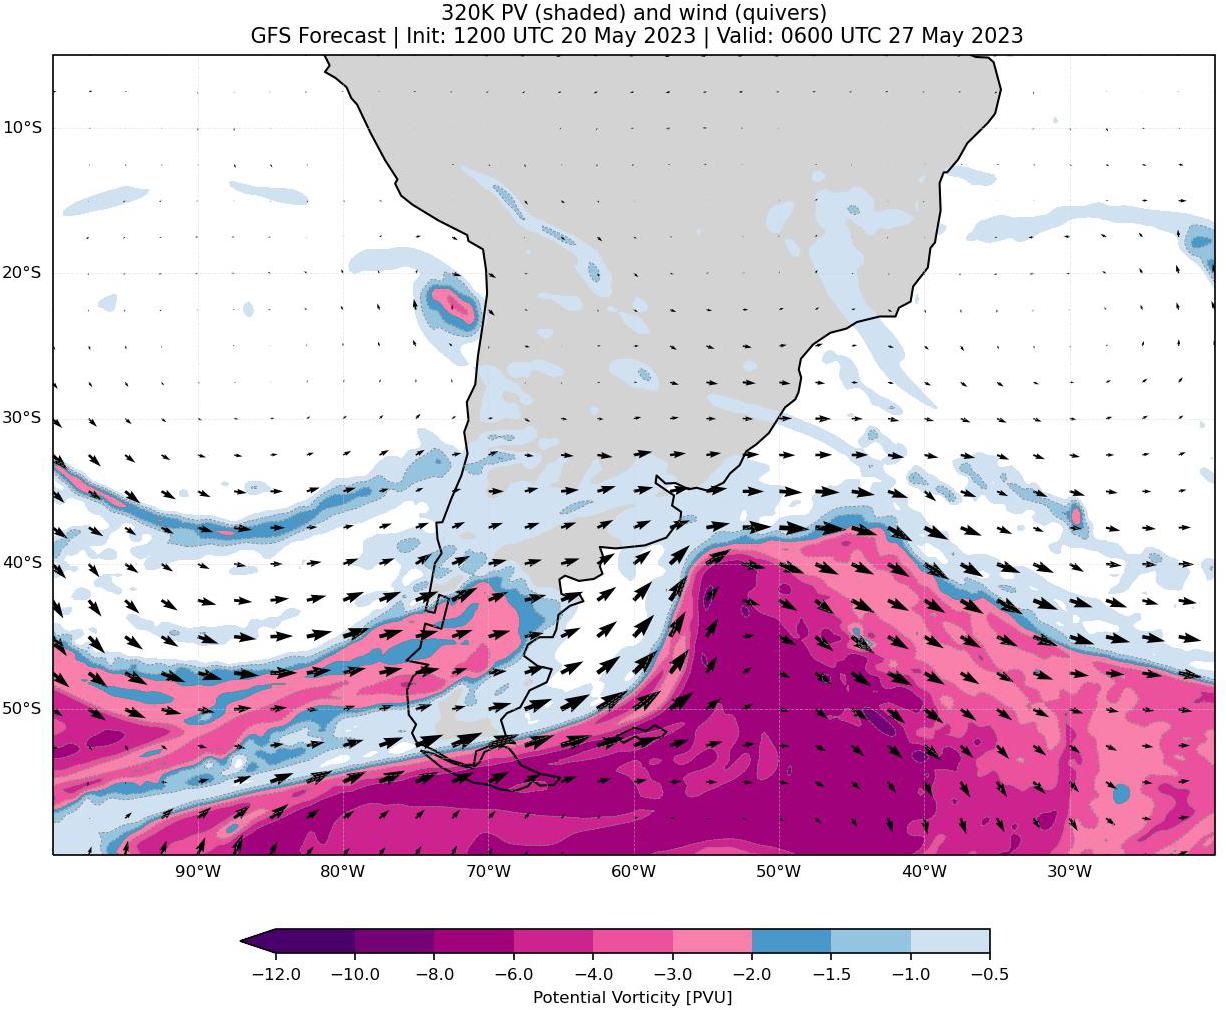 320K PV (shaded) and wind (quivers)
GFS Forecast | Init: 1200 UTC 20 May 2023 | Valid: 0600 UTC 27 May 2023
10°S
20°S
30°S
40°S
50°S
90°W 80°W 70°W 60°W 50°W 40°W 30°W
−12.0 −10.0 −8.0 −6.0 −4.0 −3.0 −2.0 −1.5 −1.0 −0.5
Potential Vorticity [PVU]